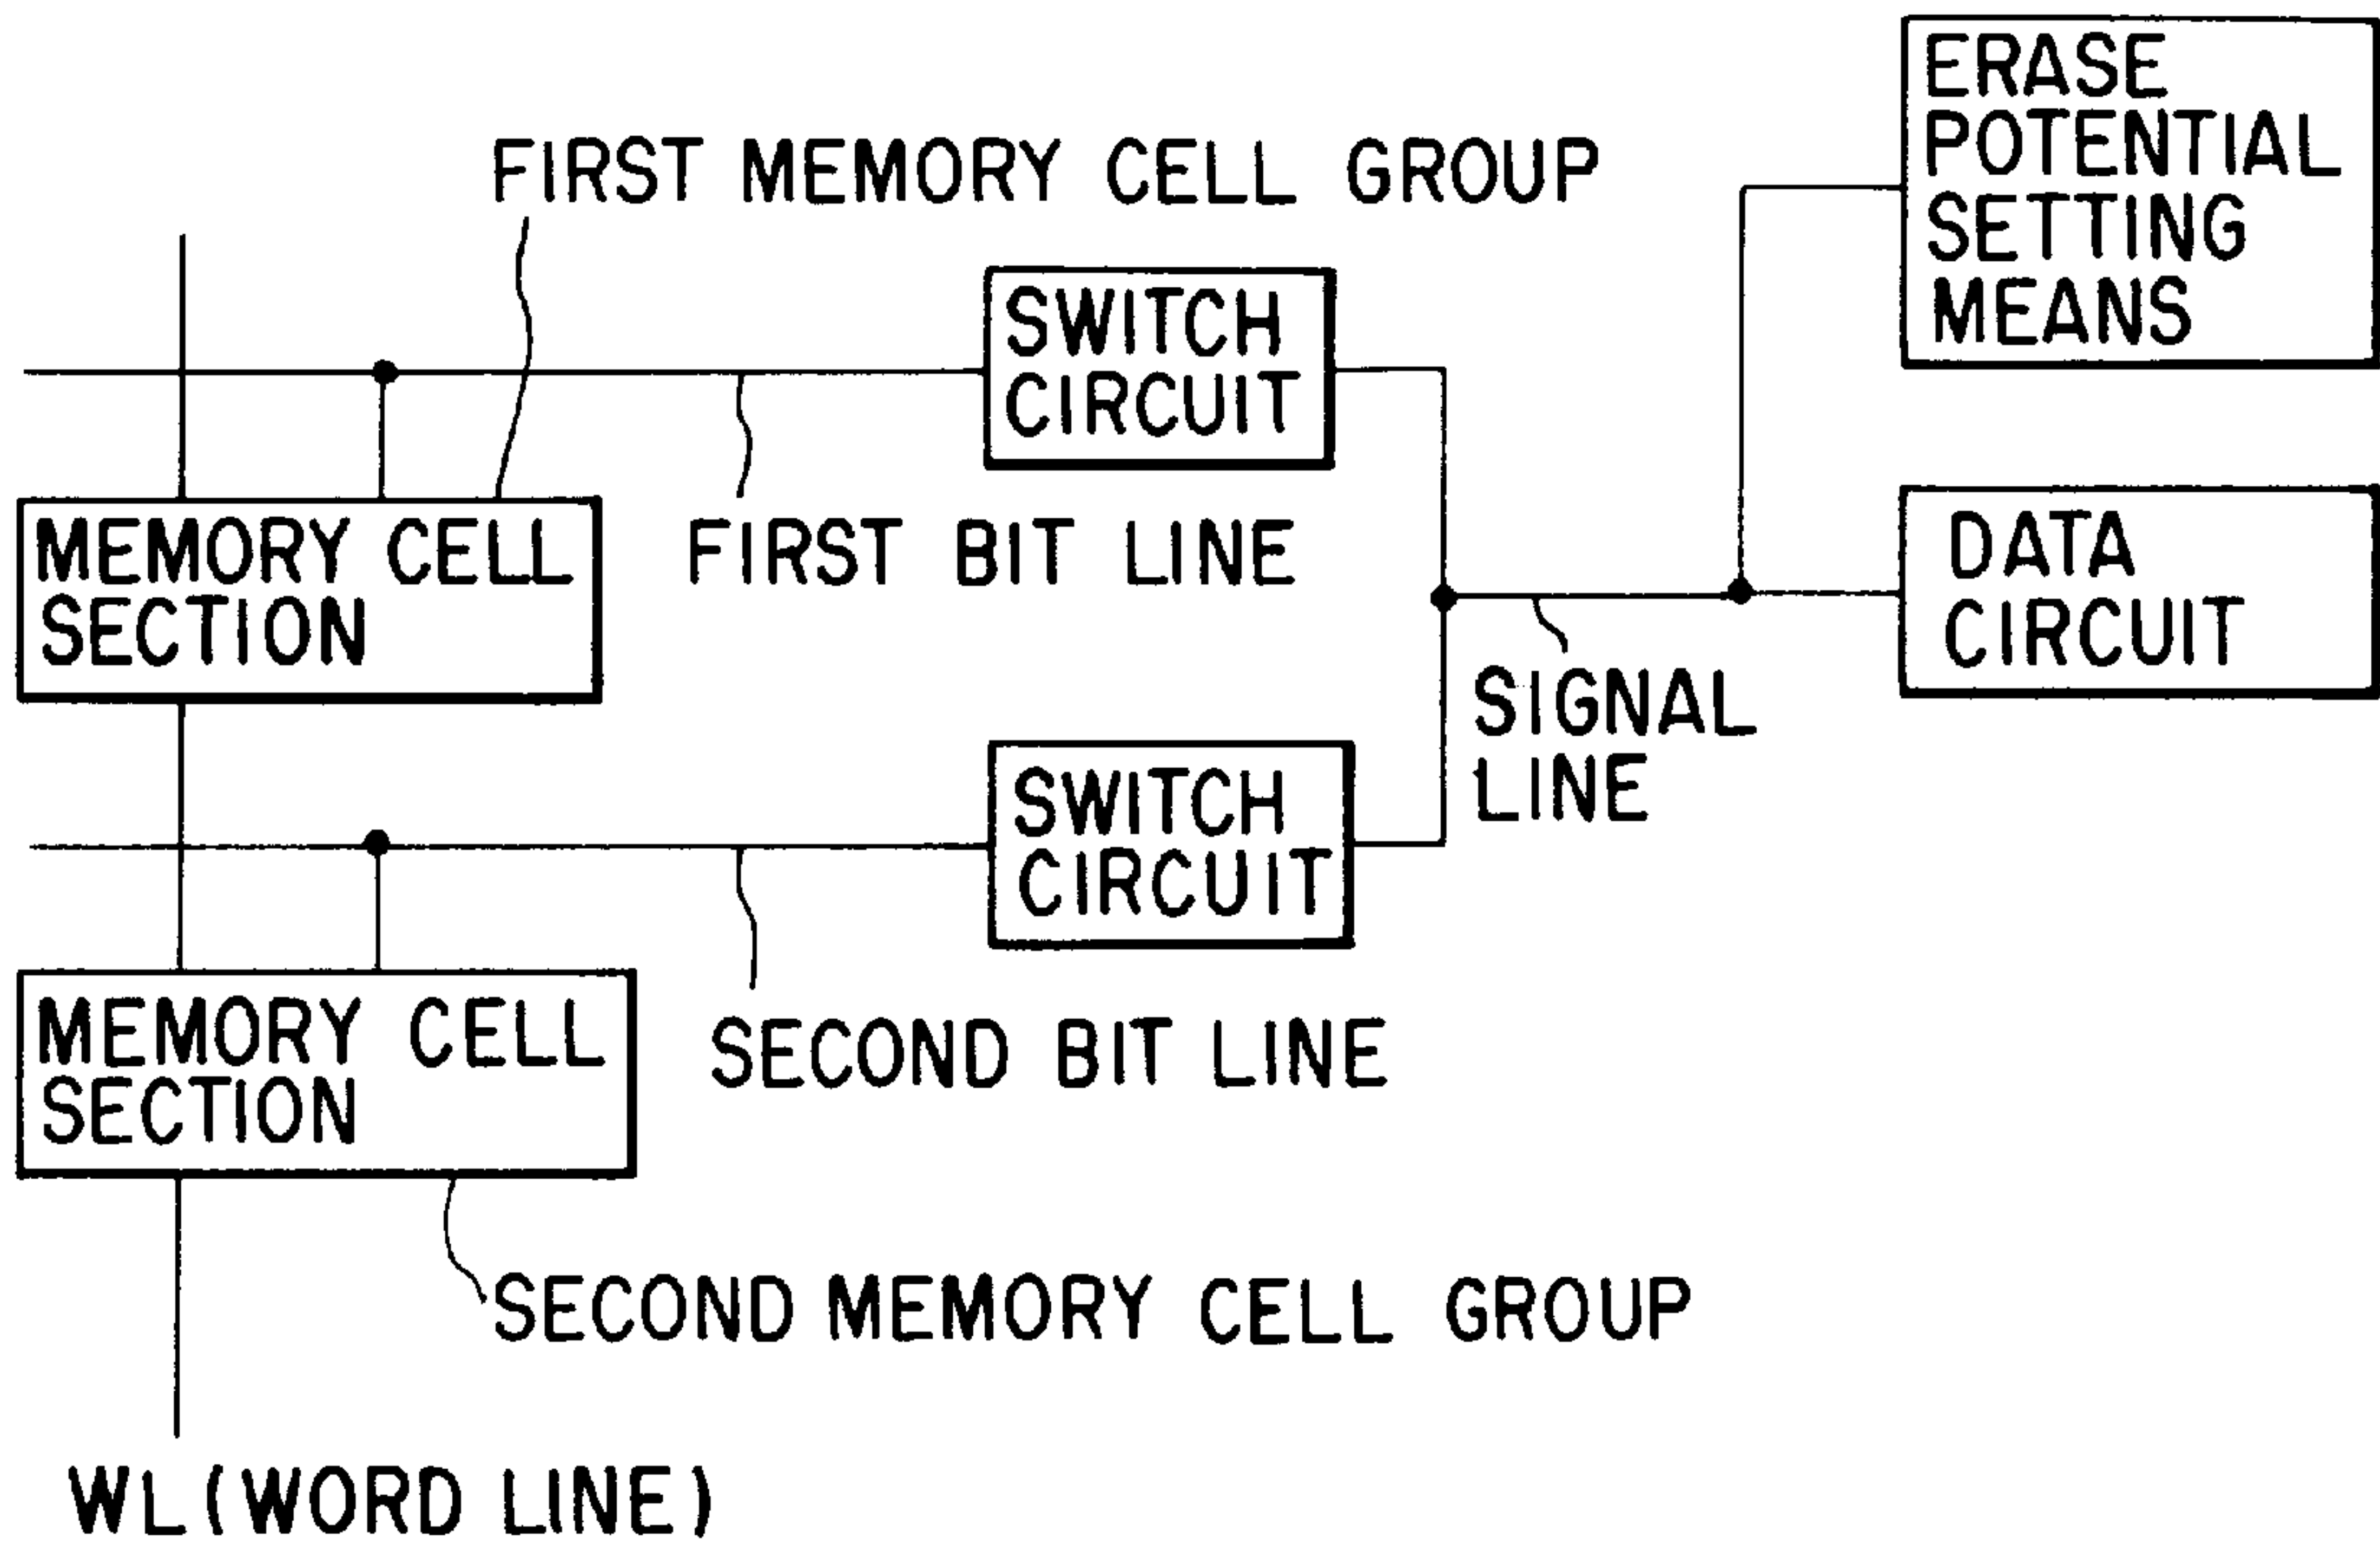 ERASE
POTENTIAL
SETTING
MEANS
FIRST MEMORY CELL GROUP
SWITCH
CIRCUIT
MEMORY CELL
SECTION
FIRST BIT LINE
DATA
CIRCUIT
SIGNAL
LINE
SWITCH
CIRCUIT
MEMORY CELL
SECTION
SECOND BIT LINE
SECOND MEMORY CELL GROUP
WL(WORD LINE)